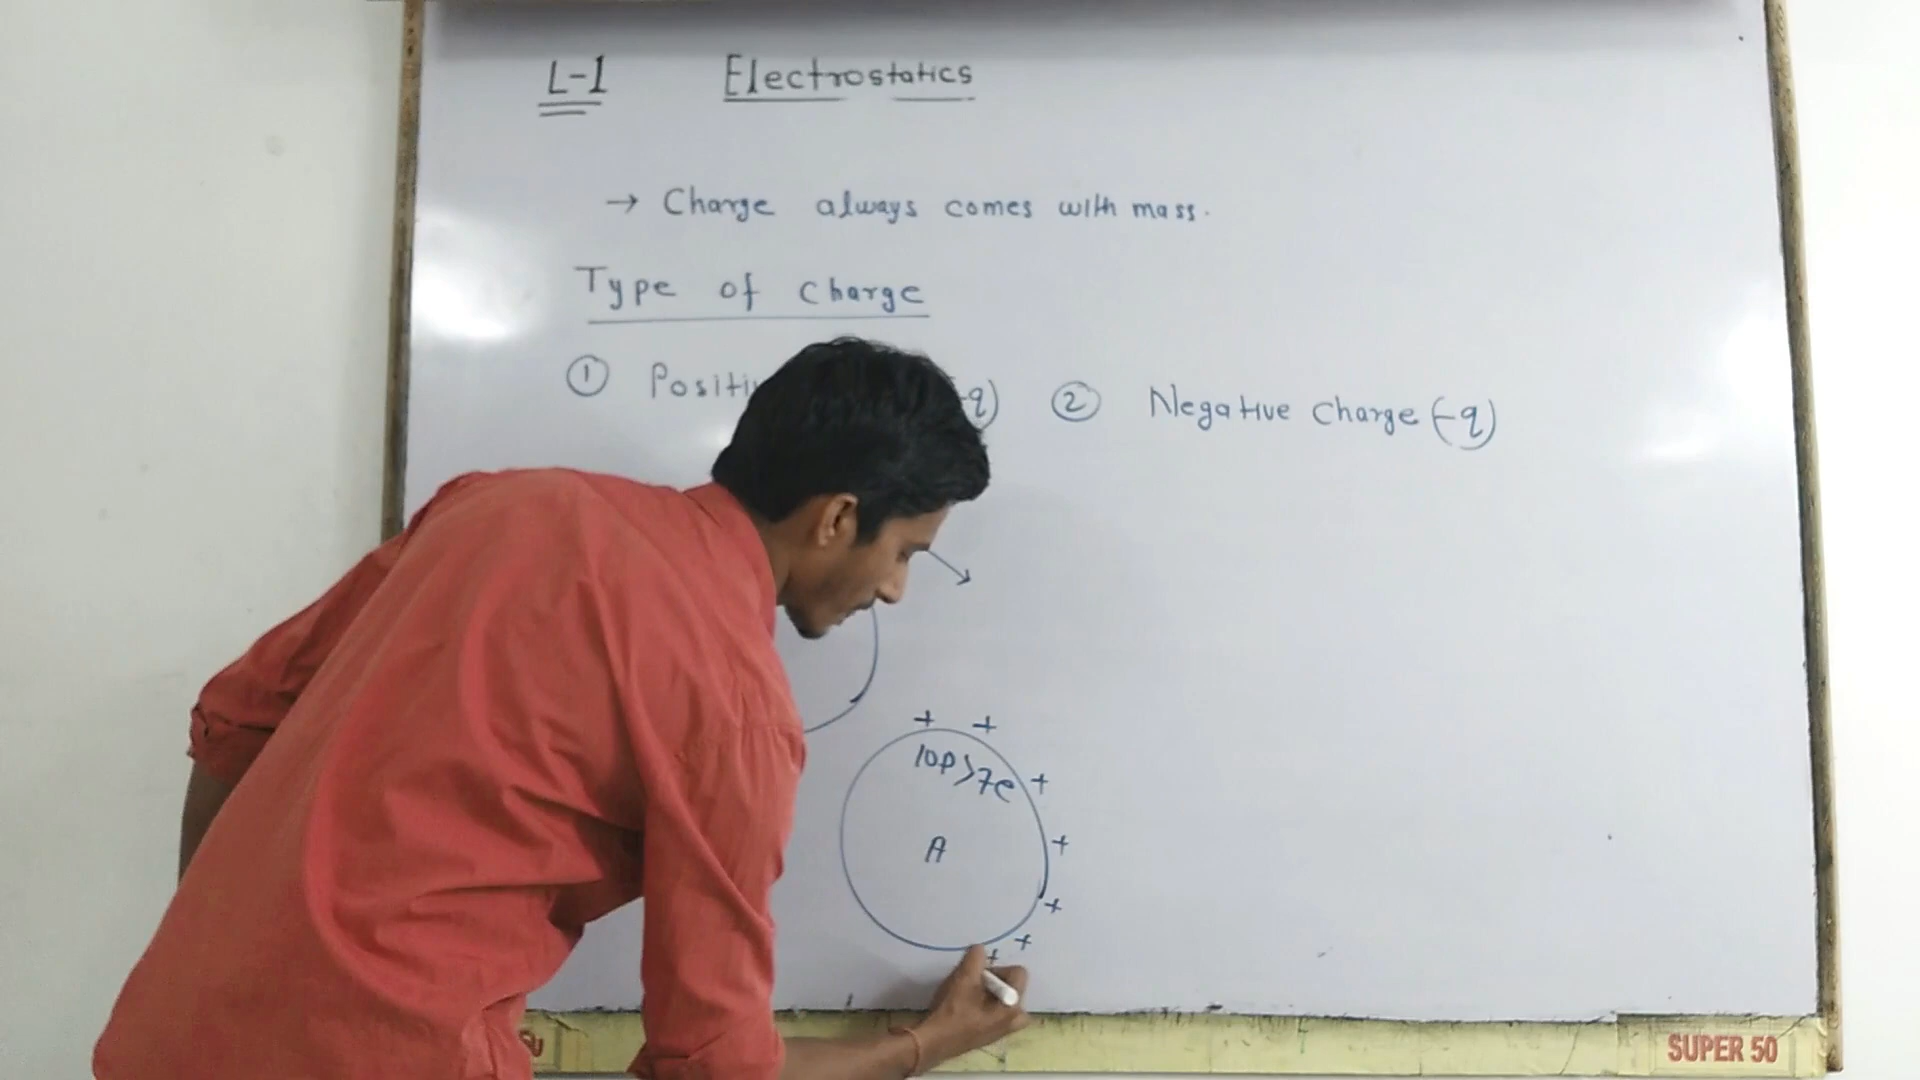 L-1 Electrostatics
→ Charge always comes with mass.
Type of charge
① Positi q) ② Negative charge (-q)
+ +
10P>7e +
A +
+
+
+
SUPER 50